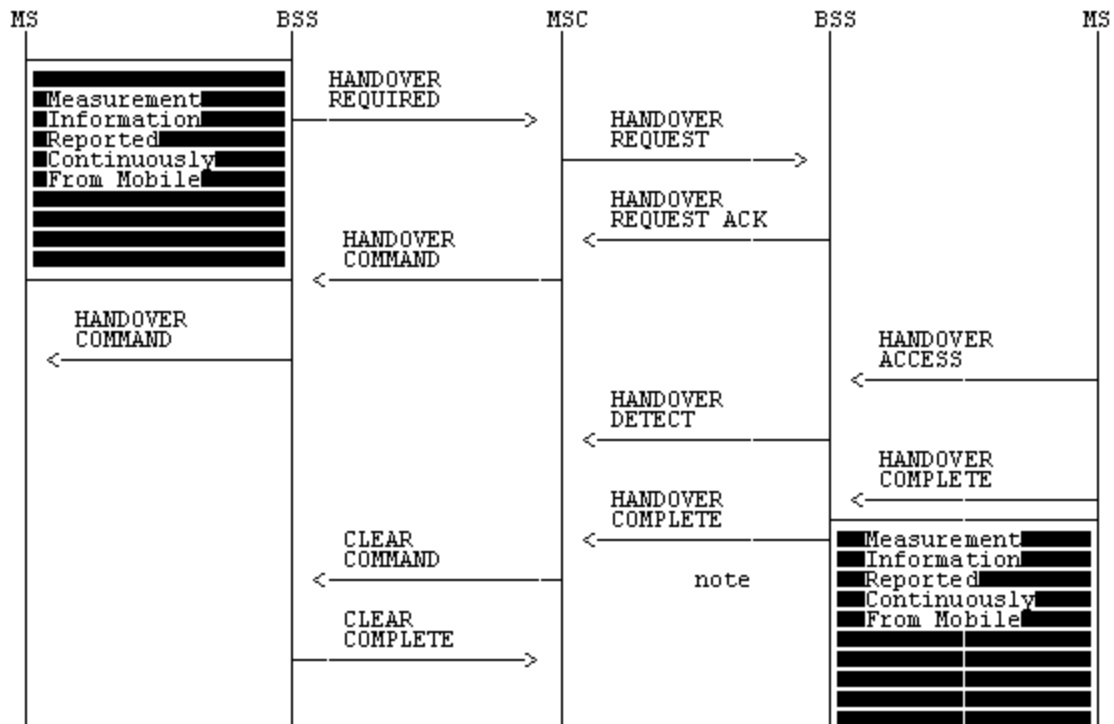 MS BSS MSC BSS MS
Measurement
Information
Reported
Continuously
From Mobile
HANDOVER
REQUIRED
HANDOVER
REQUEST
HANDOVER
REQUEST ACK
HANDOVER
COMMAND
HANDOVER
COMMAND
HANDOVER
ACCESS
HANDOVER
DETECT
HANDOVER
COMPLETE
HANDOVER
COMPLETE
Measurement
Information
Reported
Continuously
From Mobile
CLEAR
COMMAND
note
CLEAR
COMPLETE